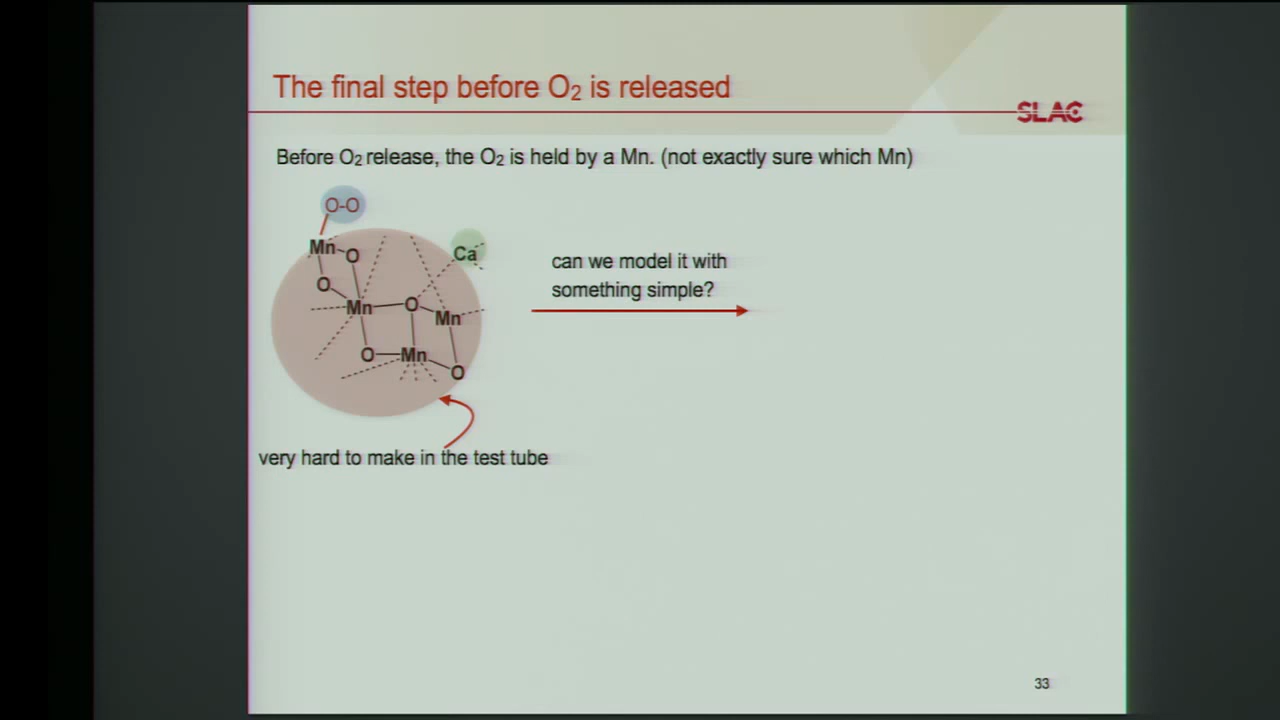 The final step before O₂ is released
SLAC
Before O₂ release, the O₂ is held by a Mn. (not exactly sure which Mn)
O-O
Mn O Ca
O
Mn O Mn
O Mn O
can we model it with
something simple?
very hard to make in the test tube
33